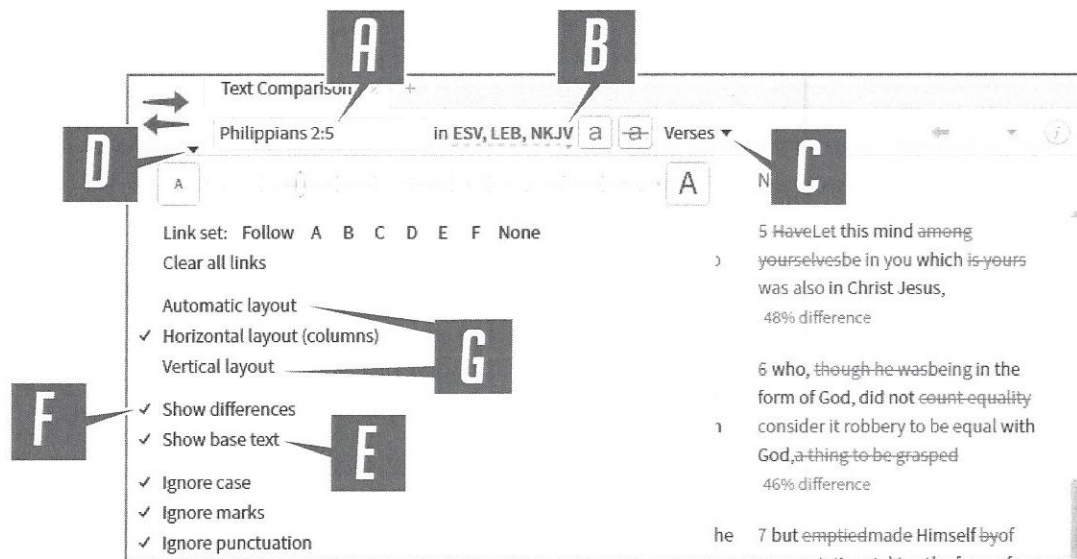 A
B
Text Comparison × +
Philippians 2:5 in ESV, LEB, NKJV a a Verses
D
C
A A
Link set: Follow A B C D E F None
Clear all links
Automatic layout
✓ Horizontal layout (columns)
Vertical layout
G
F
✓ Show differences
✓ Show base text
E
✓ Ignore case
✓ Ignore marks
✓ Ignore punctuation
N
5 HaveLet this mind among
yourselvesbe in you which is yours
was also in Christ Jesus,
48% difference
6 who, though he wasbeing in the
form of God, did not count equality
consider it robbery to be equal with
God,a thing to be grasped
46% difference
he 7 but emptiedmade Himself byof